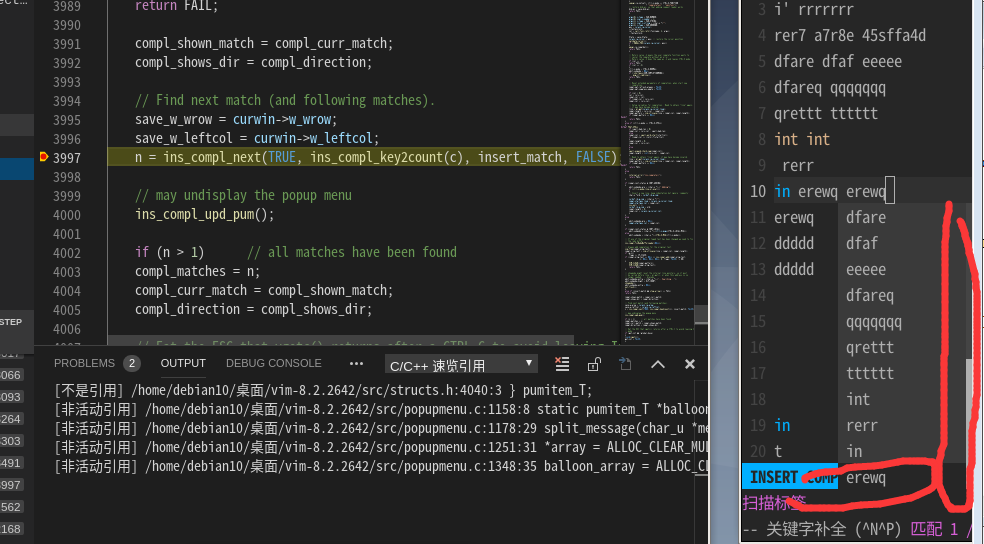 3989 return FAIL;
3990
3991 compl_shown_match = compl_curr_match;
3992 compl_shows_dir = compl_direction;
3993
3994 // Find next match (and following matches).
3995 save_w_wrow = curwin->w_wrow;
3996 save_w_leftcol = curwin->w_leftcol;
3997 n = ins_compl_next(TRUE, ins_compl_key2count(c), insert_match, FALSE)
3998
3999 // may undisplay the popup menu
4000 ins_compl_upd_pum();
4001
4002 if (n > 1) // all matches have been found
4003 compl_matches = n;
4004 compl_curr_match = compl_shown_match;
4005 compl_direction = compl_shows_dir;
4006
STEP
066
093
264
303
491
997
562
168
PROBLEMS 2 OUTPUT DEBUG CONSOLE ··· C/C++ 速览引用
[不是引用] /home/debian10/桌面/vim-8.2.2642/src/structs.h:4040:3 } pumitem_T;
[非活动引用] /home/debian10/桌面/vim-8.2.2642/src/popupmenu.c:1158:8 static pumitem_T *balloon
[非活动引用] /home/debian10/桌面/vim-8.2.2642/src/popupmenu.c:1178:29 split_message(char_u *me
[非活动引用] /home/debian10/桌面/vim-8.2.2642/src/popupmenu.c:1251:31 *array = ALLOC_CLEAR_MUL
[非活动引用] /home/debian10/桌面/vim-8.2.2642/src/popupmenu.c:1348:35 balloon_array = ALLOC_CL
3 i' rrrrrrr
4 rer7 a7r8e 45sffa4d
5 dfare dfaf eeeee
6 dfareq qqqqqqq
7 qrettt tttttt
8 int int
9 rerr
10 in erewq erewq
11 erewq dfare
12 ddddd dfaf
13 ddddd eeeee
14 dfareq
15 qqqqqqq
16 qrettt
17 tttttt
18 int
19 in rerr
20 t in
INSERT COMP erewq
扫描标签
-- 关键字补全 (^N^P) 匹配 1 /